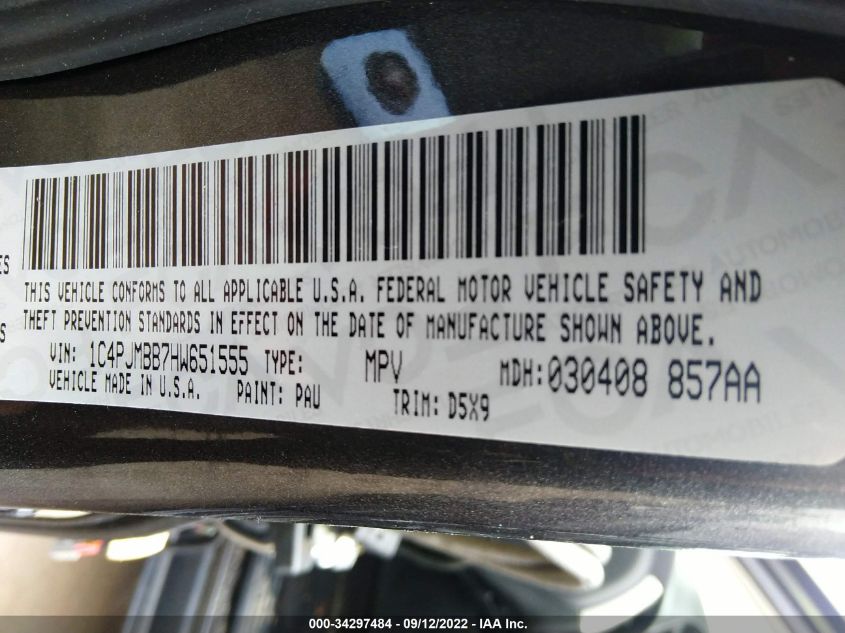 ES
THIS VEHICLE CONFORMS TO ALL APPLICABLE U.S.A. FEDERAL MOTOR VEHICLE SAFETY AND
S
THEFT PREVENTION STANDARDS IN EFFECT ON THE DATE OF MANUFACTURE SHOWN ABOVE.
VIN: 1C4PJMBB7HW651555 TYPE: MPV MDH:030408 857AA
VEHICLE MADE IN U.S.A. PAINT: PAU TRIM: D5X9
000-34297484 - 09/12/2022 - IAA Inc.